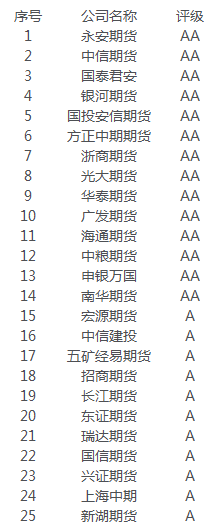 序号 公司名称 评级
1 永安期货 AA
2 中信期货 AA
3 国泰君安 AA
4 银河期货 AA
5 国投安信期货 AA
6 方正中期期货 AA
7 浙商期货 AA
8 光大期货 AA
9 华泰期货 AA
10 广发期货 AA
11 海通期货 AA
12 中粮期货 AA
13 申银万国 AA
14 南华期货 AA
15 宏源期货 A
16 中信建投 A
17 五矿经易期货 A
18 招商期货 A
19 长江期货 A
20 东证期货 A
21 瑞达期货 A
22 国信期货 A
23 兴证期货 A
24 上海中期 A
25 新湖期货 A